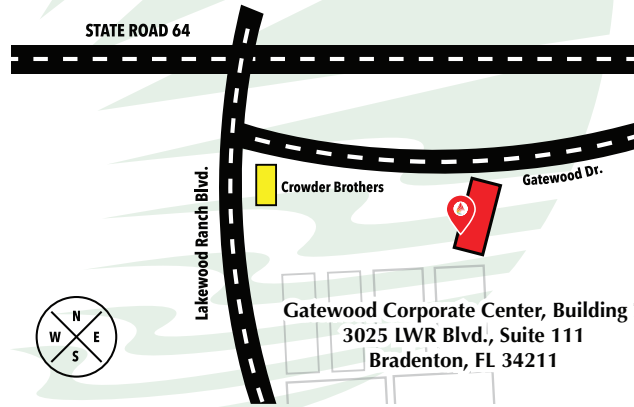 STATE ROAD 64
Lakewood Ranch Blvd.
Crowder Brothers
Gatewood Dr.
N
W E
S
Gatewood Corporate Center, Building
3025 LWR Blvd., Suite 111
Bradenton, FL 34211